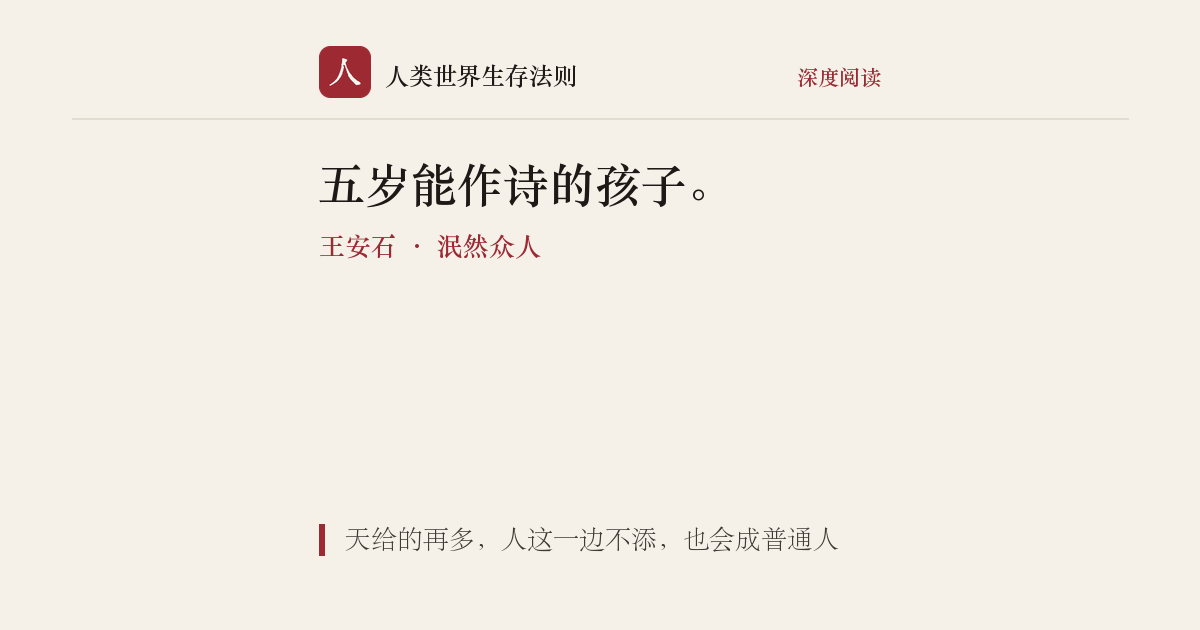 人
人类世界生存法则
深度阅读
五岁能作诗的孩子。
王安石 · 泯然众人
天给的再多，人这一边不添，也会成普通人